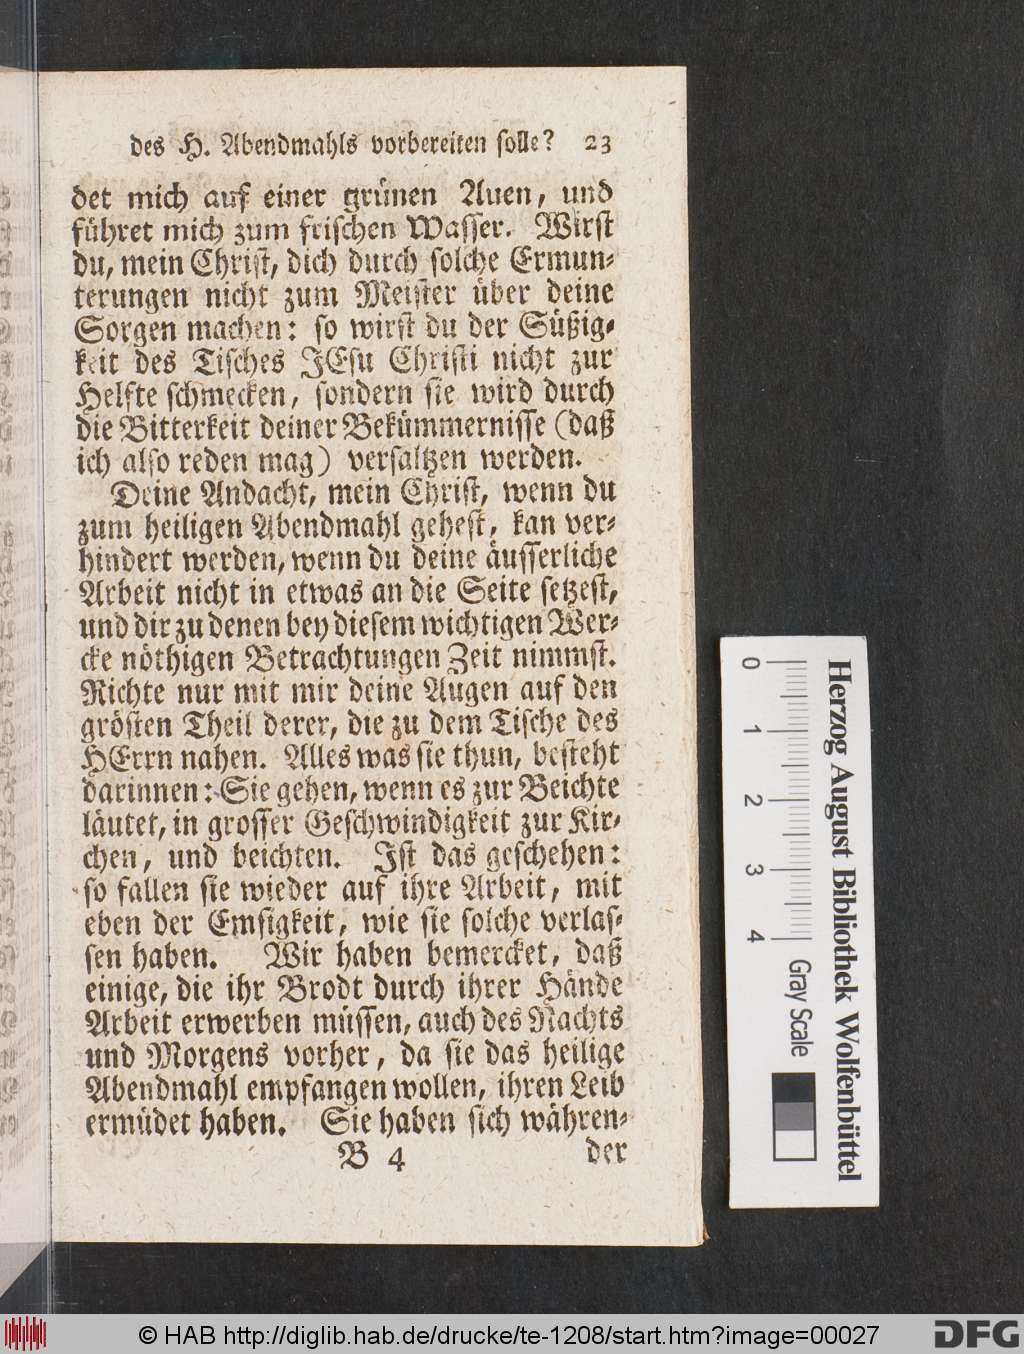 des H. Abendmahls vorbereiten solle? 23
det mich auf einer grünen Auen, und
führet mich zum frischen Wasser. Wirst
du, mein Christ, dich durch solche Ermun-
terungen nicht zum Meister über deine
Sorgen machen: so wirst du der Süßig-
keit des Tisches JEsu Christi nicht zur
Helfte schmecken, sondern sie wird durch
die Bitterkeit deiner Bekümmernisse (daß
ich also reden mag) versaltzen werden.
Deine Andacht, mein Christ, wenn du
zum heiligen Abendmahl gehest, kan ver-
hindert werden, wenn du deine äusserliche
Arbeit nicht in etwas an die Seite setzest,
und dir zu denen bey diesem wichtigen Wer-
cke nöthigen Betrachtungen Zeit nimmst.
Richte nur mit mir deine Augen auf den
grösten Theil derer, die zu dem Tische des
HErrn nahen. Alles was sie thun, besteht
darinnen: Sie gehen, wenn es zur Beichte
läutet, in grosser Geschwindigkeit zur Kir-
chen, und beichten. Jst das geschehen:
so fallen sie wieder auf ihre Arbeit, mit
eben der Emsigkeit, wie sie solche verlas-
sen haben. Wir haben bemercket, daß
einige, die ihr Brodt durch ihrer Hände
Arbeit erwerben müssen, auch des Nachts
und Morgens vorher, da sie das heilige
Abendmahl empfangen wollen, ihren Leib
ermüdet haben. Sie haben sich währen-
B 4 der
Herzog August Bibliothek Wolfenbüttel
0 1 2 3 4 Gray Scale
© HAB http://diglib.hab.de/drucke/te-1208/start.htm?image=00027
DFG